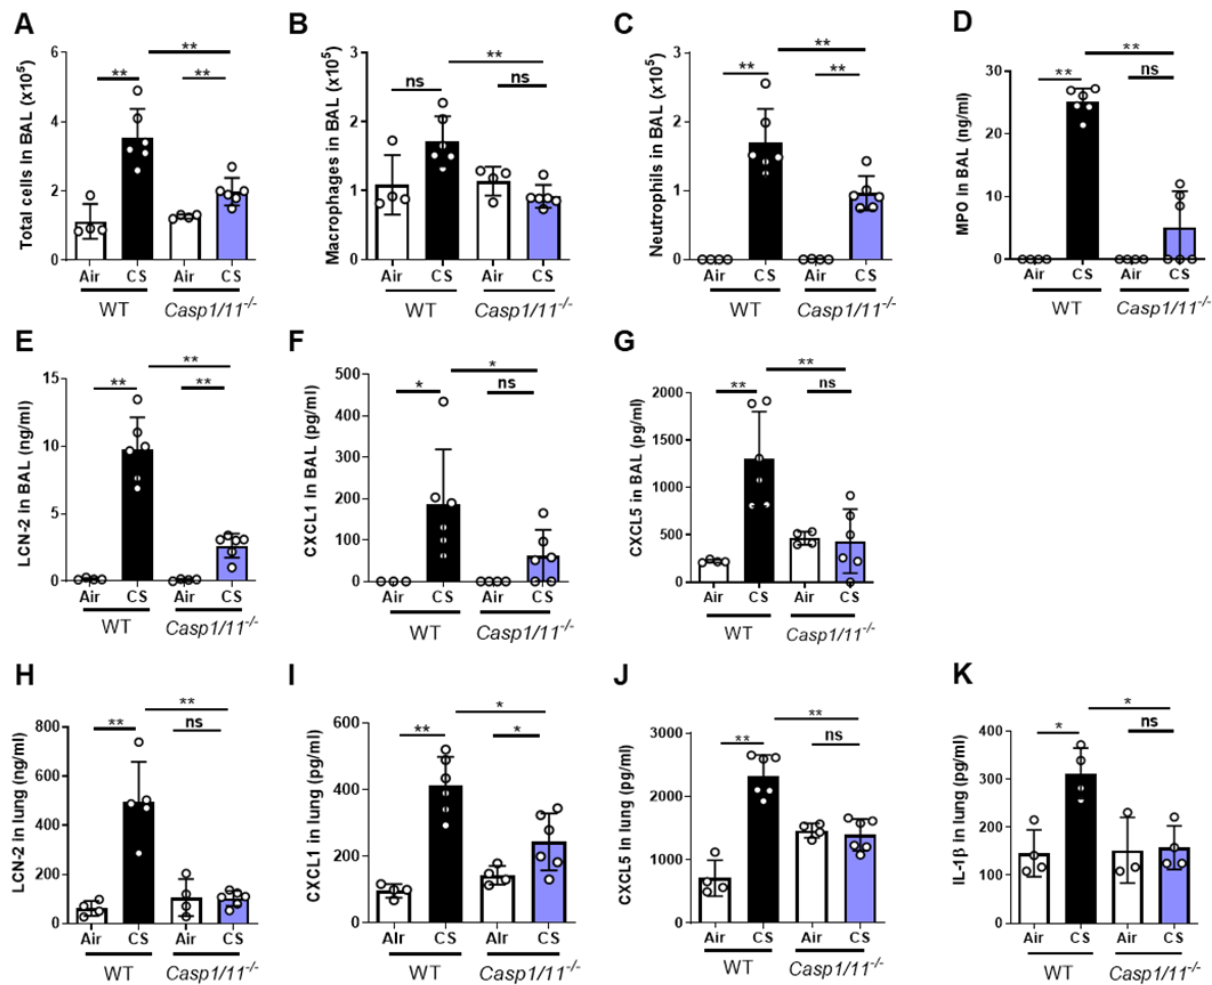 A
Total cells in BAL (x10⁵)
6
4
2
0
**
**
**
Air CS Air CS
WT Casp1/11⁻/⁻
B
Macrophages in BAL (x10⁵)
3
2
1
0
**
ns
ns
Air CS Air CS
WT Casp1/11⁻/⁻
C
Neutrophils in BAL (x10⁵)
3
2
1
0
**
**
**
Air CS Air CS
WT Casp1/11⁻/⁻
D
MPO in BAL (ng/ml)
30
20
10
0
**
**
ns
Air CS Air CS
WT Casp1/11⁻/⁻
E
LCN-2 in BAL (ng/ml)
15
10
5
0
**
**
**
Air CS Air CS
WT Casp1/11⁻/⁻
F
CXCL1 in BAL (pg/ml)
500
400
300
200
100
0
*
*
ns
Air CS Air CS
WT Casp1/11⁻/⁻
G
CXCL5 in BAL (pg/ml)
2000
1500
1000
500
0
**
**
ns
Air CS Air CS
WT Casp1/11⁻/⁻
H
LCN-2 in lung (ng/ml)
800
600
400
200
0
**
**
ns
Air CS Air CS
WT Casp1/11⁻/⁻
I
CXCL1 in lung (pg/ml)
600
400
200
0
*
**
*
Air CS Air CS
WT Casp1/11⁻/⁻
J
CXCL5 in lung (pg/ml)
3000
2000
1000
0
**
**
ns
Air CS Air CS
WT Casp1/11⁻/⁻
K
IL-1β in lung (pg/ml)
400
300
200
100
0
*
*
ns
Air CS Air CS
WT Casp1/11⁻/⁻